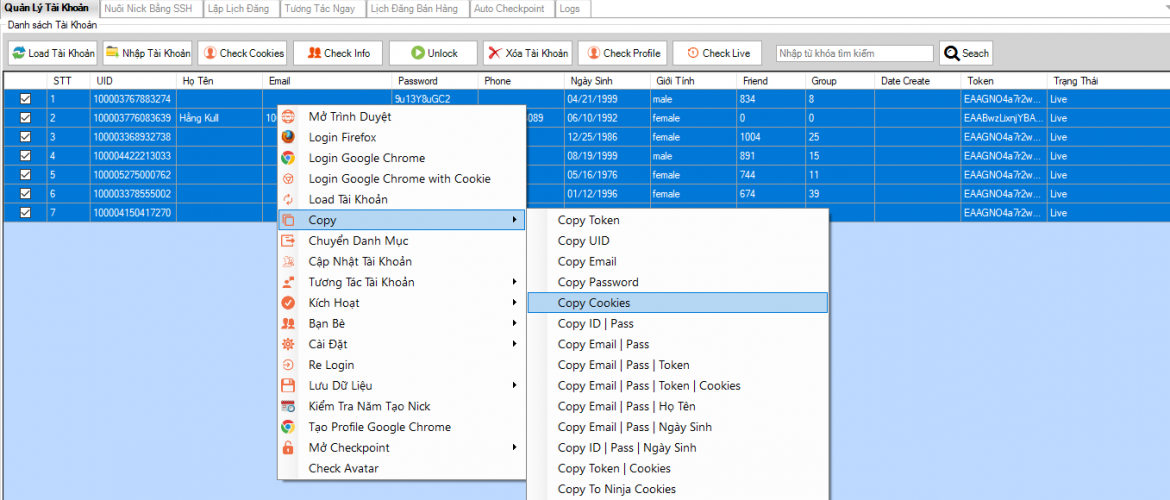 Quản Lý Tài Khoản Nuôi Nick Bằng SSH Lập Lịch Đăng Tương Tác Ngay Lịch Đăng Bán Hàng Auto Checkpoint Logs
Danh sách Tài Khoản
Load Tài Khoản Nhập Tài Khoản Check Cookies Check Info Unlock Xóa Tài Khoản Check Profile Check Live Nhập từ khóa tìm kiếm Seach
STT UID Họ Tên Email Password Phone Ngày Sinh Giới Tính Friend Group Date Create Token Trạng Thái
1 100003767883274 9u13Y8uGC2 04/21/1999 male 834 8 EAAGNO4a7r2w... Live
2 100003776083639 Hằng Kull 10 089 06/10/1992 female 0 0 EAABwzLixnjYBA... Live
3 100003368932738 12/25/1986 female 1004 25 EAAGNO4a7r2w... Live
4 100004422213033 08/19/1999 male 891 15 EAAGNO4a7r2w... Live
5 100005275000762 05/16/1976 female 744 11 EAAGNO4a7r2w... Live
6 100003378555002 01/12/1996 female 674 39 EAAGNO4a7r2w... Live
7 100004150417270 EAAGNO4a7r2w... Live
Mở Trình Duyệt
Login Firefox
Login Google Chrome
Login Google Chrome with Cookie
Load Tài Khoản
Copy
Chuyển Danh Mục
Cập Nhật Tài Khoản
Tương Tác Tài Khoản
Kích Hoạt
Bạn Bè
Cài Đặt
Re Login
Lưu Dữ Liệu
Kiểm Tra Năm Tạo Nick
Tạo Profile Google Chrome
Mở Checkpoint
Check Avatar
Copy Token
Copy UID
Copy Email
Copy Password
Copy Cookies
Copy ID | Pass
Copy Email | Pass
Copy Email | Pass | Token
Copy Email | Pass | Token | Cookies
Copy Email | Pass | Họ Tên
Copy Email | Pass | Ngày Sinh
Copy ID | Pass | Ngày Sinh
Copy Token | Cookies
Copy To Ninja Cookies